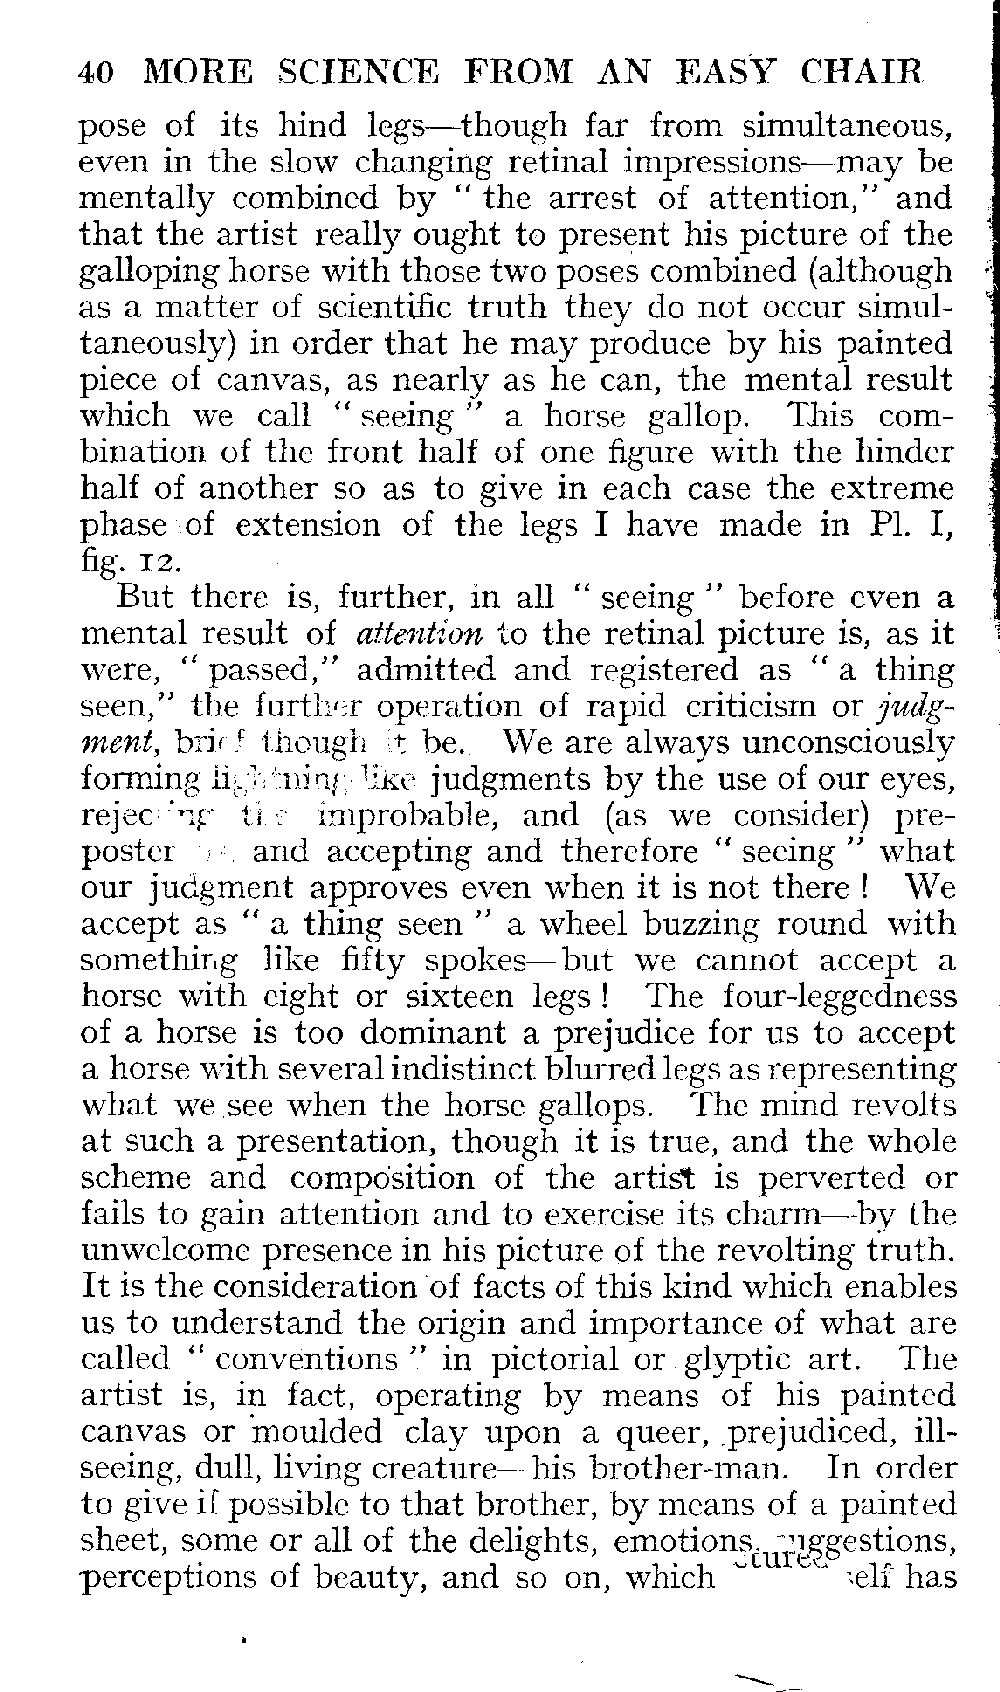 40 MORE SCIENCE FROM AN EASY CHAIR
pose of its hind legs—though far from simultaneous,
even in the slow changing retinal impressions—may be
mentally combined by " the arrest of attention," and
that the artist really ought to present his picture of the
galloping horse with those two poses combined (although
as a matter of scientific truth they do not occur simul-
taneously) in order that he may produce by his painted
piece of canvas, as nearly as he can, the mental result
which we call " seeing " a horse gallop. This com-
bination of the front half of one figure with the hinder
half of another so as to give in each case the extreme
phase of extension of the legs I have made in Pl. I,
fig. 12.
But there is, further, in all " seeing " before even a
mental result of attention to the retinal picture is, as it
were, " passed," admitted and registered as " a thing
seen," the further operation of rapid criticism or judg-
ment, brief though it be. We are always unconsciously
forming lightning like judgments by the use of our eyes,
rejecting the improbable, and (as we consider) pre-
poster and accepting and therefore " seeing " what
our judgment approves even when it is not there ! We
accept as " a thing seen " a wheel buzzing round with
something like fifty spokes—but we cannot accept a
horse with eight or sixteen legs ! The four-leggedness
of a horse is too dominant a prejudice for us to accept
a horse with several indistinct blurred legs as representing
what we see when the horse gallops. The mind revolts
at such a presentation, though it is true, and the whole
scheme and composition of the artist is perverted or
fails to gain attention and to exercise its charm—by the
unwelcome presence in his picture of the revolting truth.
It is the consideration of facts of this kind which enables
us to understand the origin and importance of what are
called " conventions " in pictorial or glyptic art. The
artist is, in fact, operating by means of his painted
canvas or moulded clay upon a queer, prejudiced, ill-
seeing, dull, living creature—his brother-man. In order
to give if possible to that brother, by means of a painted
sheet, some or all of the delights, emotions, suggestions,
perceptions of beauty, and so on, which has